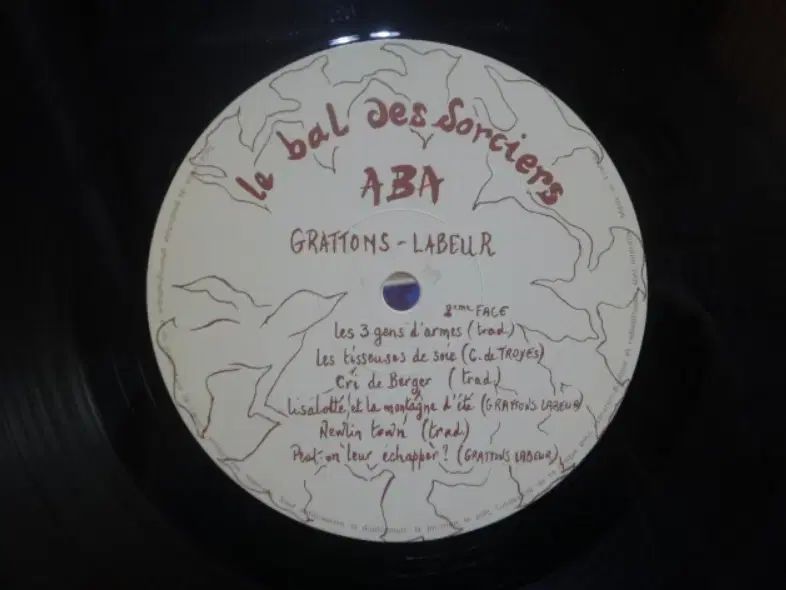 le bal des Sorciers
ABA
GRATTONS - LABEUR
2eme FACE
Les 3 gens d'armes (trad.)
Les tisseuses de soie (C. de TROYES)
Cri de Berger (trad.)
Lisalotte et la montagne d'été (GRATTONS LABEUR)
Newlin town (trad)
Peut-on leur échapper? (GRATTONS LABEUR)